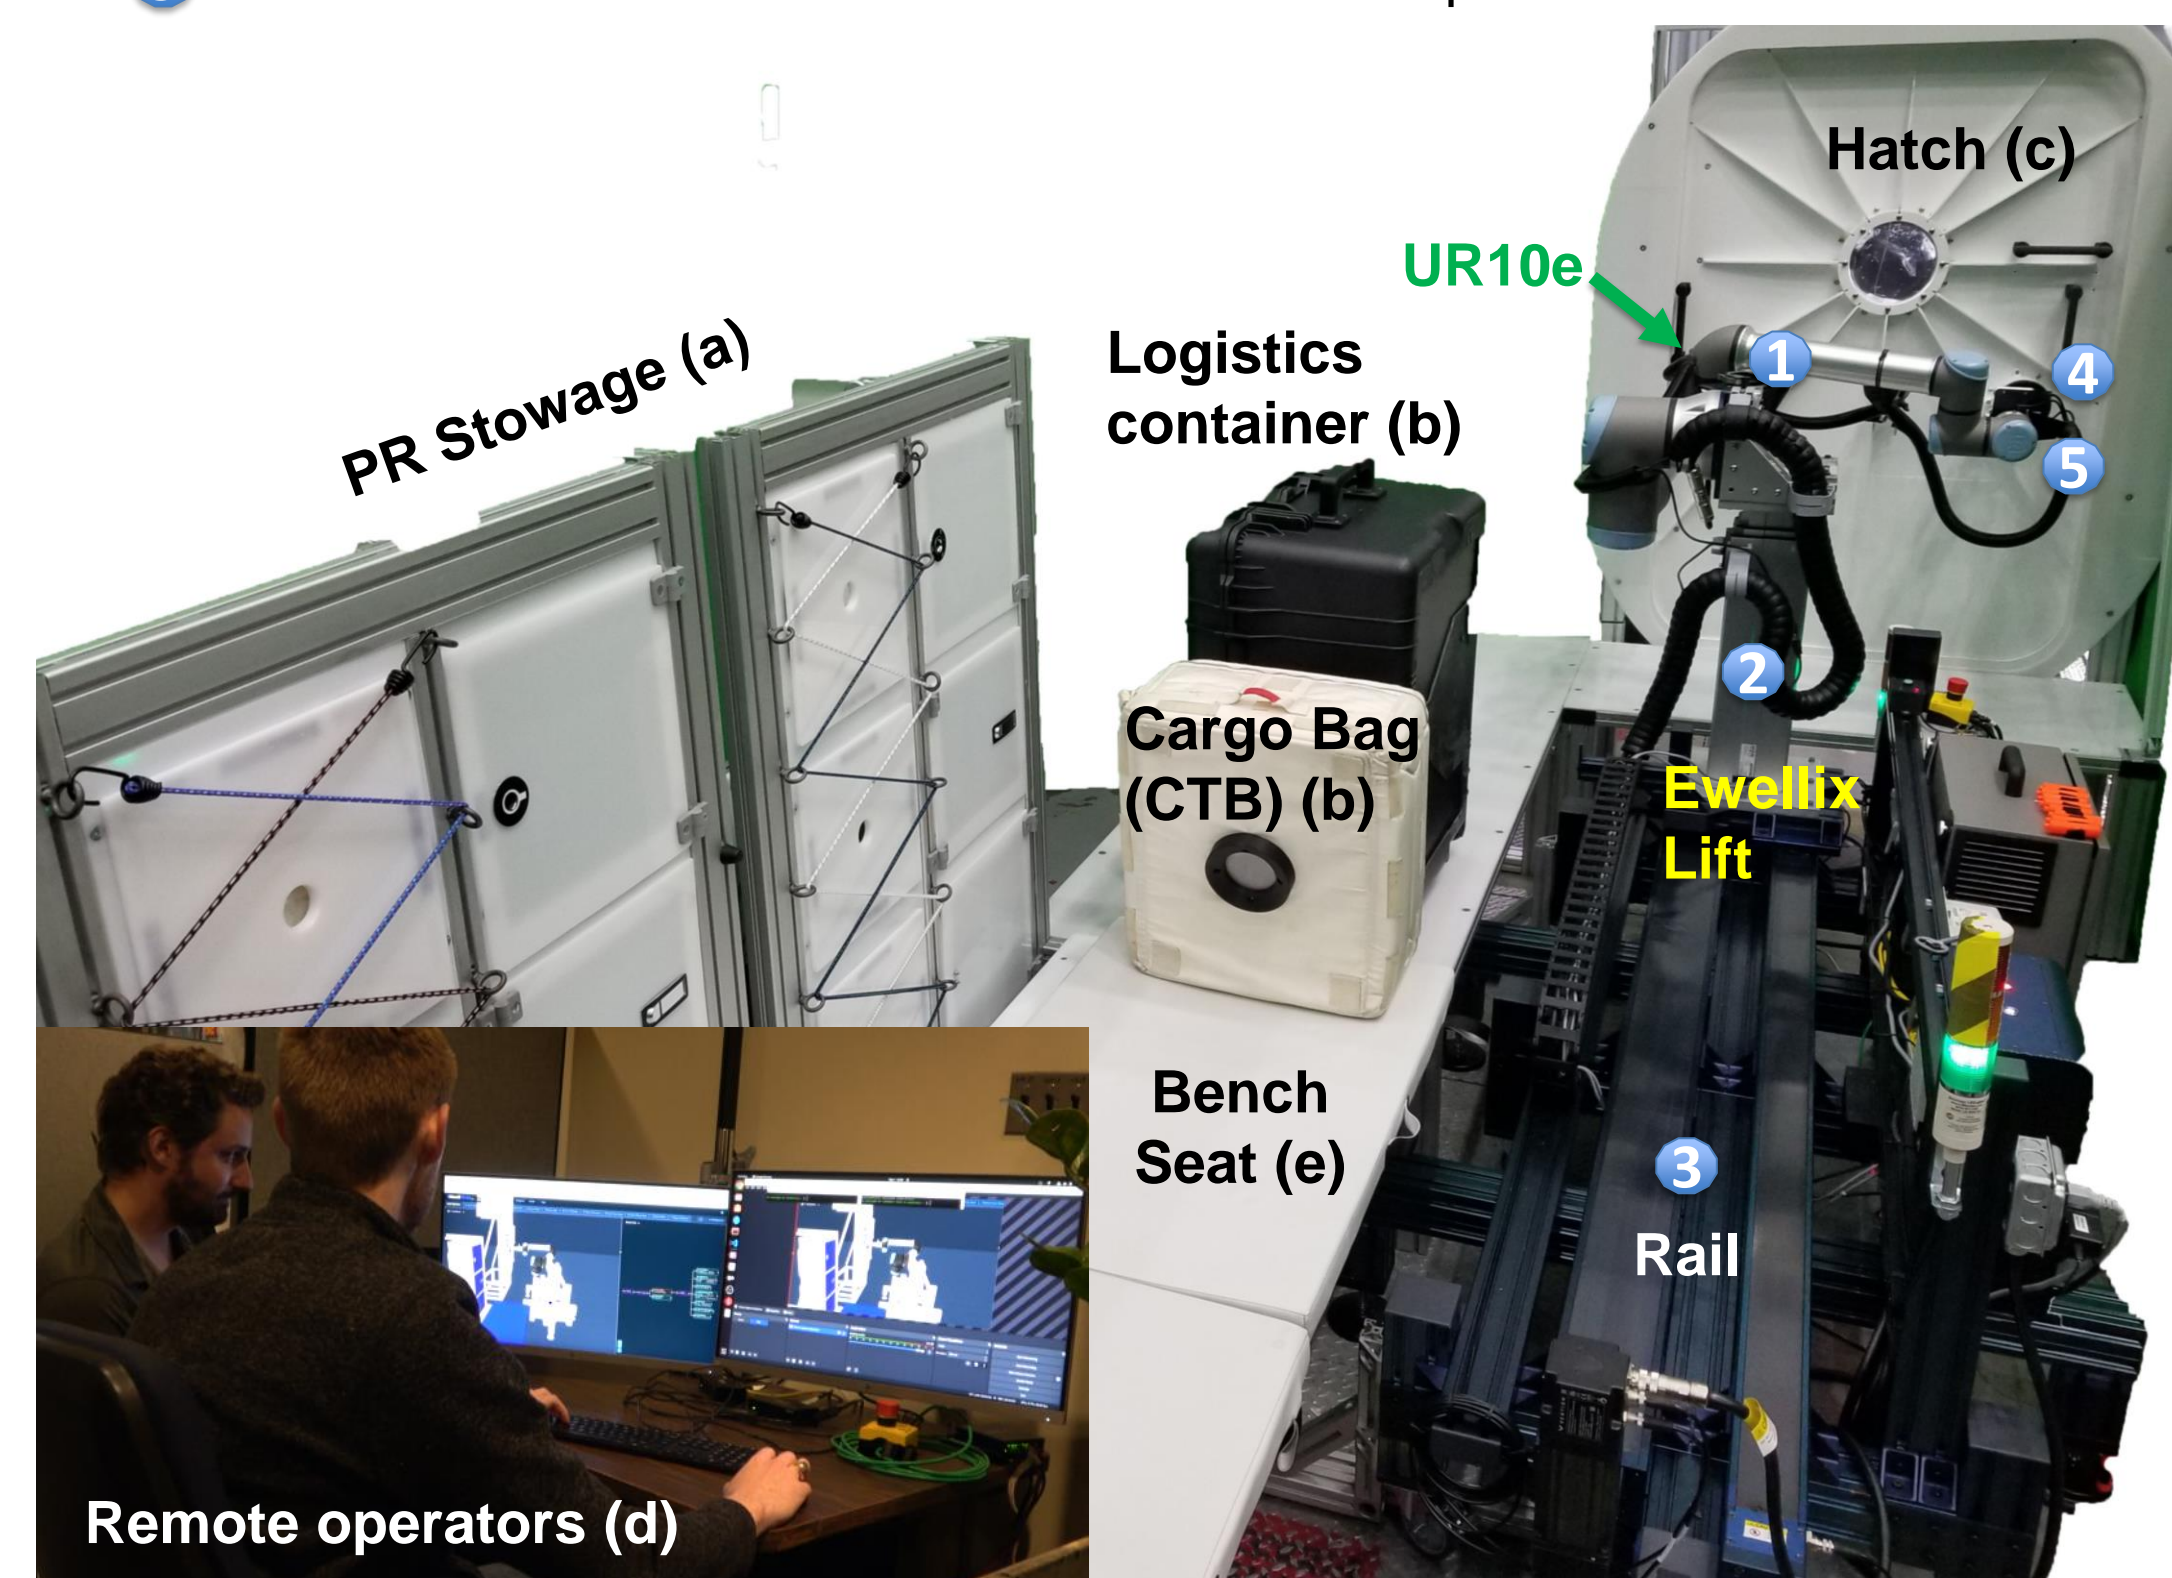 Hatch (c)
UR10e
PR Stowage (a)
Logistics
container (b)
1
4
5
2
Cargo Bag
(CTB) (b)
Ewellix
Lift
Bench
Seat (e)
3
Rail
Remote operators (d)